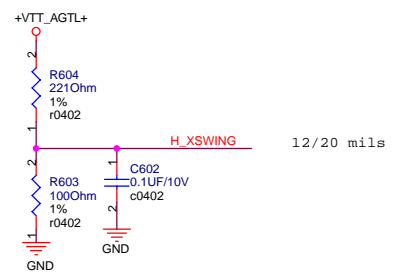 +VTT_AGTL+
2
R604
221Ohm
1%
r0402
1
H_XSWING
12/20 mils
2
R603
100Ohm
1%
r0402
1
GND
1
C602
0.1UF/10V
c0402
2
GND